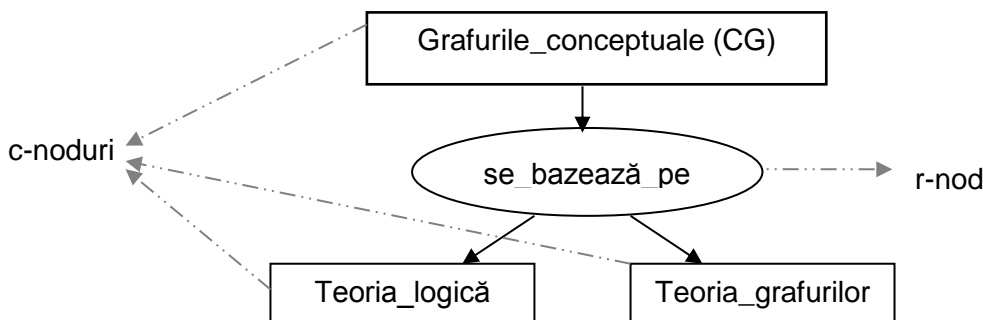 Grafurile_conceptuale (CG)
c-noduri
se_bazează_pe
r-nod
Teoria_logică
Teoria_grafurilor